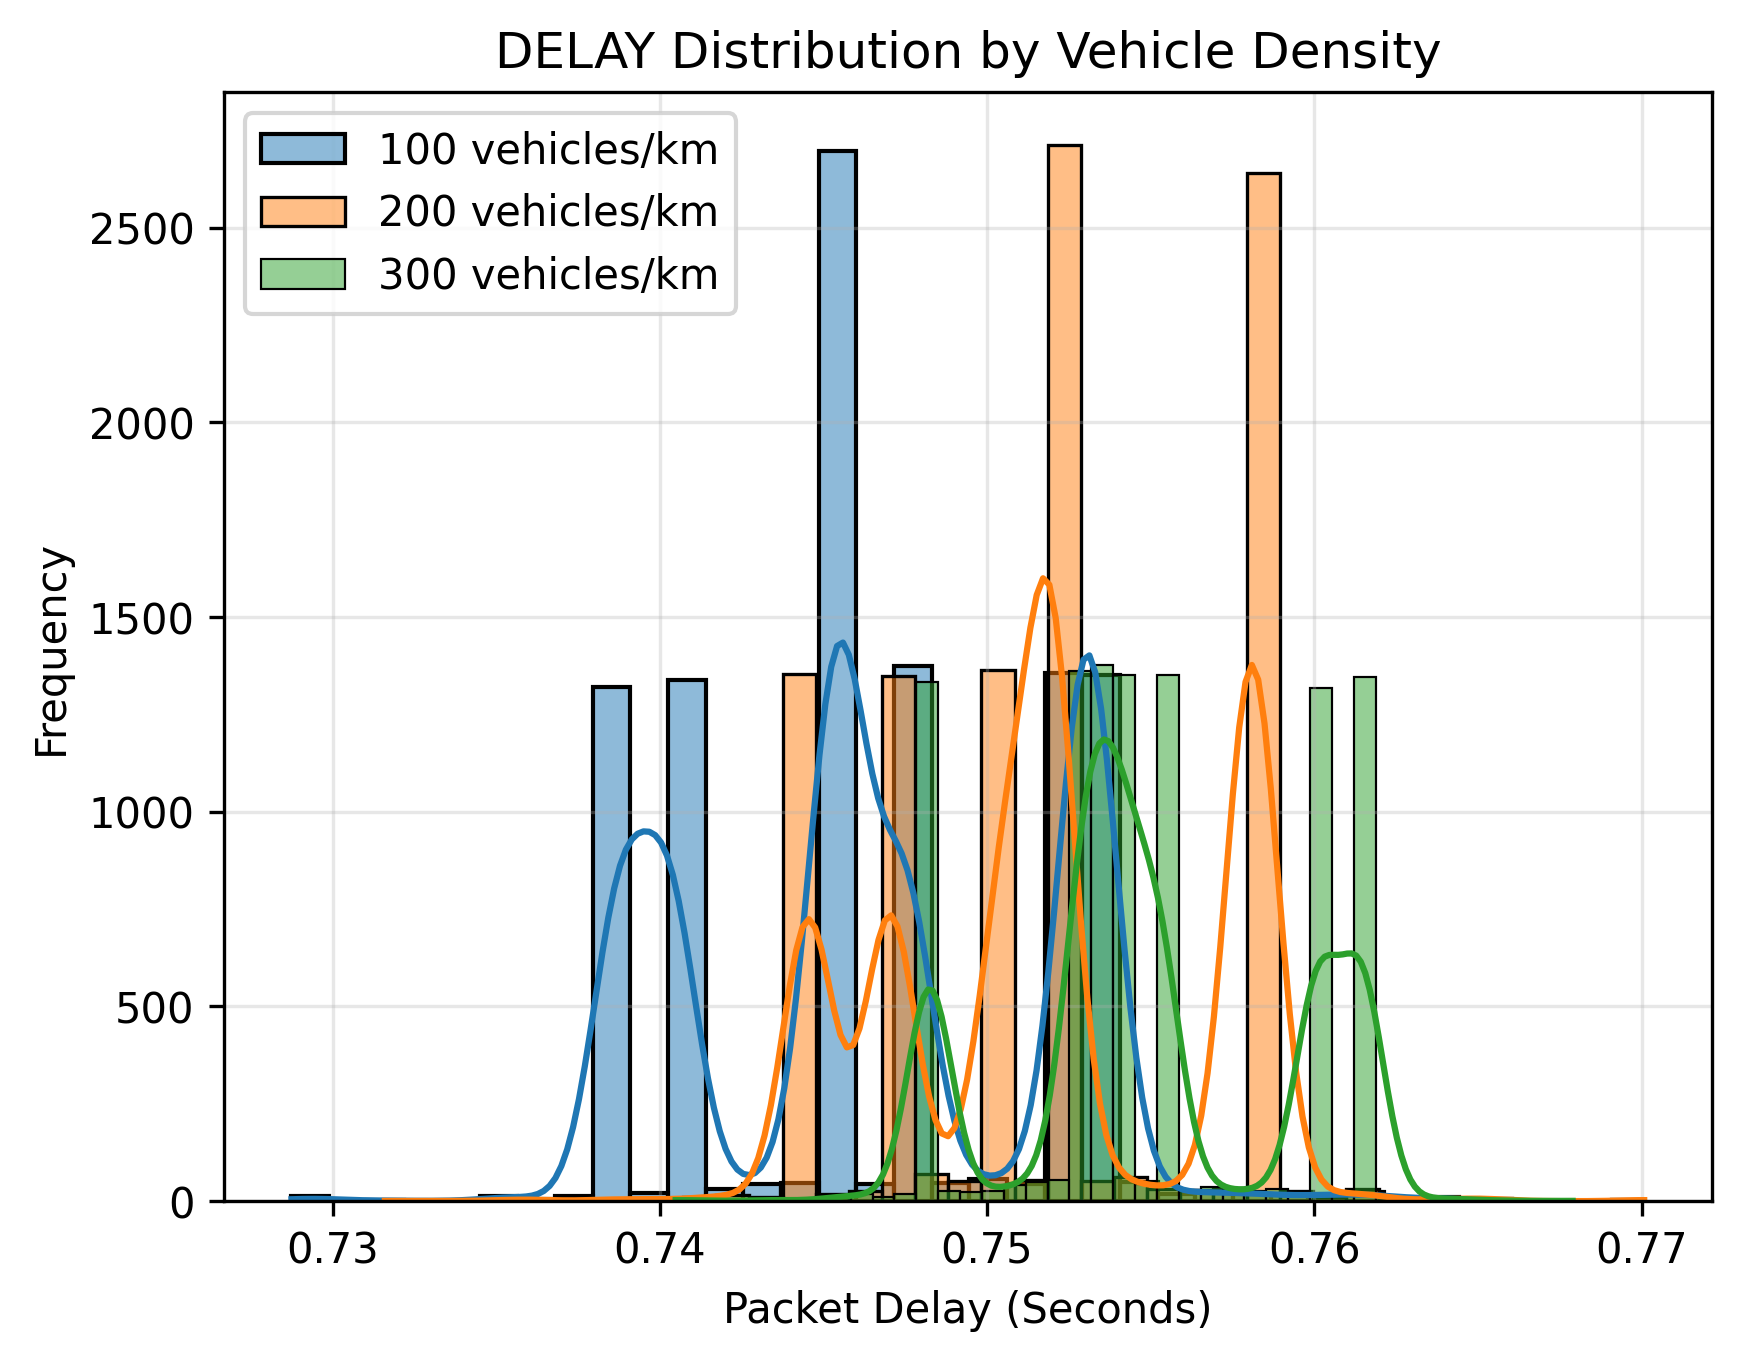 DELAY Distribution by Vehicle Density
100 vehicles/km
200 vehicles/km
300 vehicles/km
Frequency
2500
2000
1500
1000
500
0
0.73 0.74 0.75 0.76 0.77
Packet Delay (Seconds)